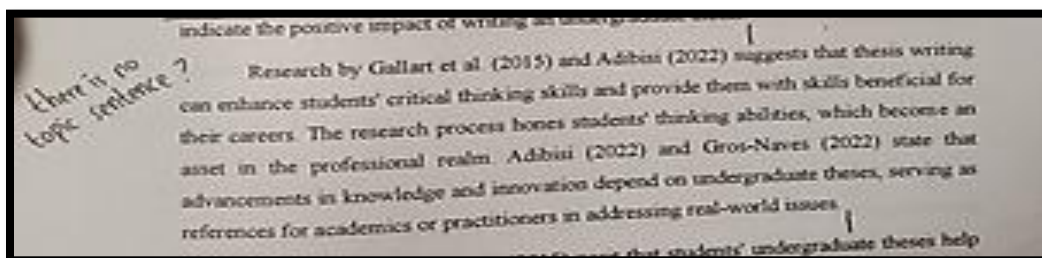 indicate the positive impact of writing an undergraduate
there is no
topic sentence?
Research by Gallart et al. (2015) and Adibisi (2022) suggests that thesis writing
can enhance students' critical thinking skills and provide them with skills beneficial for
their careers. The research process hones students' thinking abilities, which become an
asset in the professional realm. Adibisi (2022) and Gros-Naves (2022) state that
advancements in knowledge and innovation depend on undergraduate theses, serving as
references for academics or practitioners in addressing real-world issues.
that students' undergraduate theses help